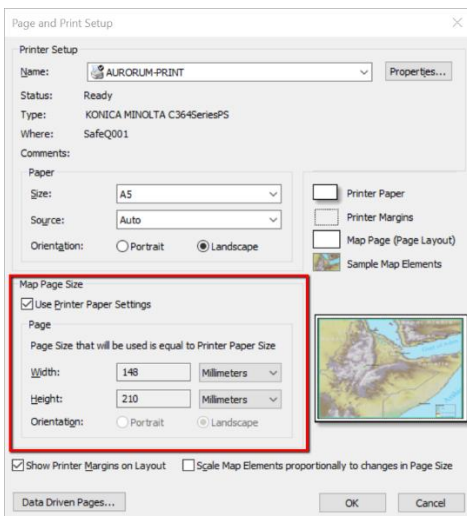 Page and Print Setup
Printer Setup
Name: AURORUM-PRINT Properties...
Status: Ready
Type: KONICA MINOLTA C364SeriesPS
Where: SafeQ001
Comments:
Paper
Size: A5
Source: Auto
Orientation: Portrait Landscape
Printer Paper
Printer Margins
Map Page (Page Layout)
Sample Map Elements
Map Page Size
Use Printer Paper Settings
Page
Page Size that will be used is equal to Printer Paper Size
Width: 148 Millimeters
Height: 210 Millimeters
Orientation: Portrait Landscape
Show Printer Margins on Layout Scale Map Elements proportionally to changes in Page Size
Data Driven Pages... OK Cancel